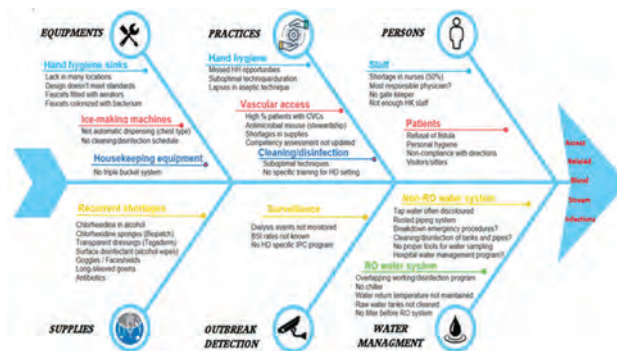 EQUIPMENTS
PRACTICES
PERSONS
Hand hygiene sinks
Lack in many locations
Design doesn't meet standards
Faucets fitted with aerators
Faucets colonized with bacterium
Ice-making machines
Not automatic dispensing (chest type)
No cleaning/disinfection schedule
Housekeeping equipment
No triple bucket system
Hand hygiene
Missed HH opportunities
Suboptimal technique/duration
Lapses in aseptic technique
Vascular access
High % patients with CVCs
Antimicrobial misuse (stewardship)
Shortages in supplies
Competency assessment not updated
Cleaning/disinfection
Suboptimal techniques
No specific training for HD setting
Staff
Shortage in nurses (50%)
Most responsible physician?
No gate keeper
Not enough HK staff
Patients
Refusal of fistula
Personal hygiene
Non-compliance with directions
Visitors/sitters
Access
Related
Blood
Stream
Infections
Recurrent shortages
Chlorhexidine in alcohol
Chlorhexidine sponges (Biopatch)
Transparent dressings (Tegaderm)
Surface disinfectant (alcohol wipes)
Goggles / Faceshields
Long-sleeved gowns
Antibiotics
Surveillance
Dialysis events not monitored
BSI rates not known
No HD specific IPC program
Non-RO water system
Tap water often discoloured
Rusted piping system
Breakdown emergency procedures?
Cleaning/disinfection of tanks and pipes?
No proper tools for water sampling
Hospital water management program?
RO water system
Overlapping working/disinfection program
No chiller
Water return temperature not maintained
Raw water tanks not cleaned
No filter before RO system
SUPPLIES
OUTBREAK
DETECTION
WATER
MANAGMENT